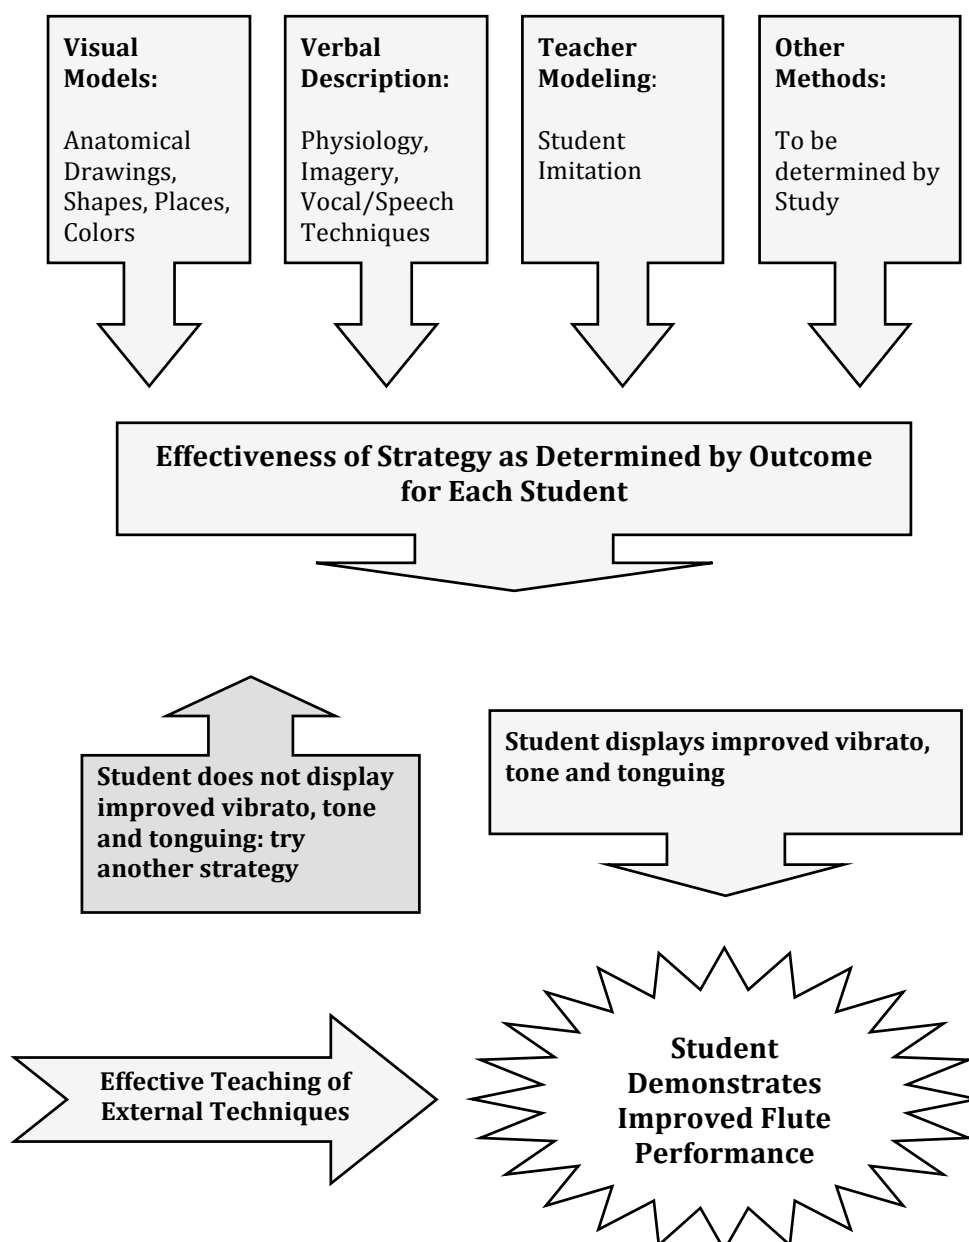 Visual
Models:
Anatomical
Drawings,
Shapes, Places,
Colors
Verbal
Description:
Physiology,
Imagery,
Vocal/Speech
Techniques
Teacher
Modeling:
Student
Imitation
Other
Methods:
To be
determined by
Study
Effectiveness of Strategy as Determined by Outcome
for Each Student
Student does not display
improved vibrato, tone
and tonguing: try
another strategy
Student displays improved vibrato,
tone and tonguing
Effective Teaching of
External Techniques
Student
Demonstrates
Improved Flute
Performance